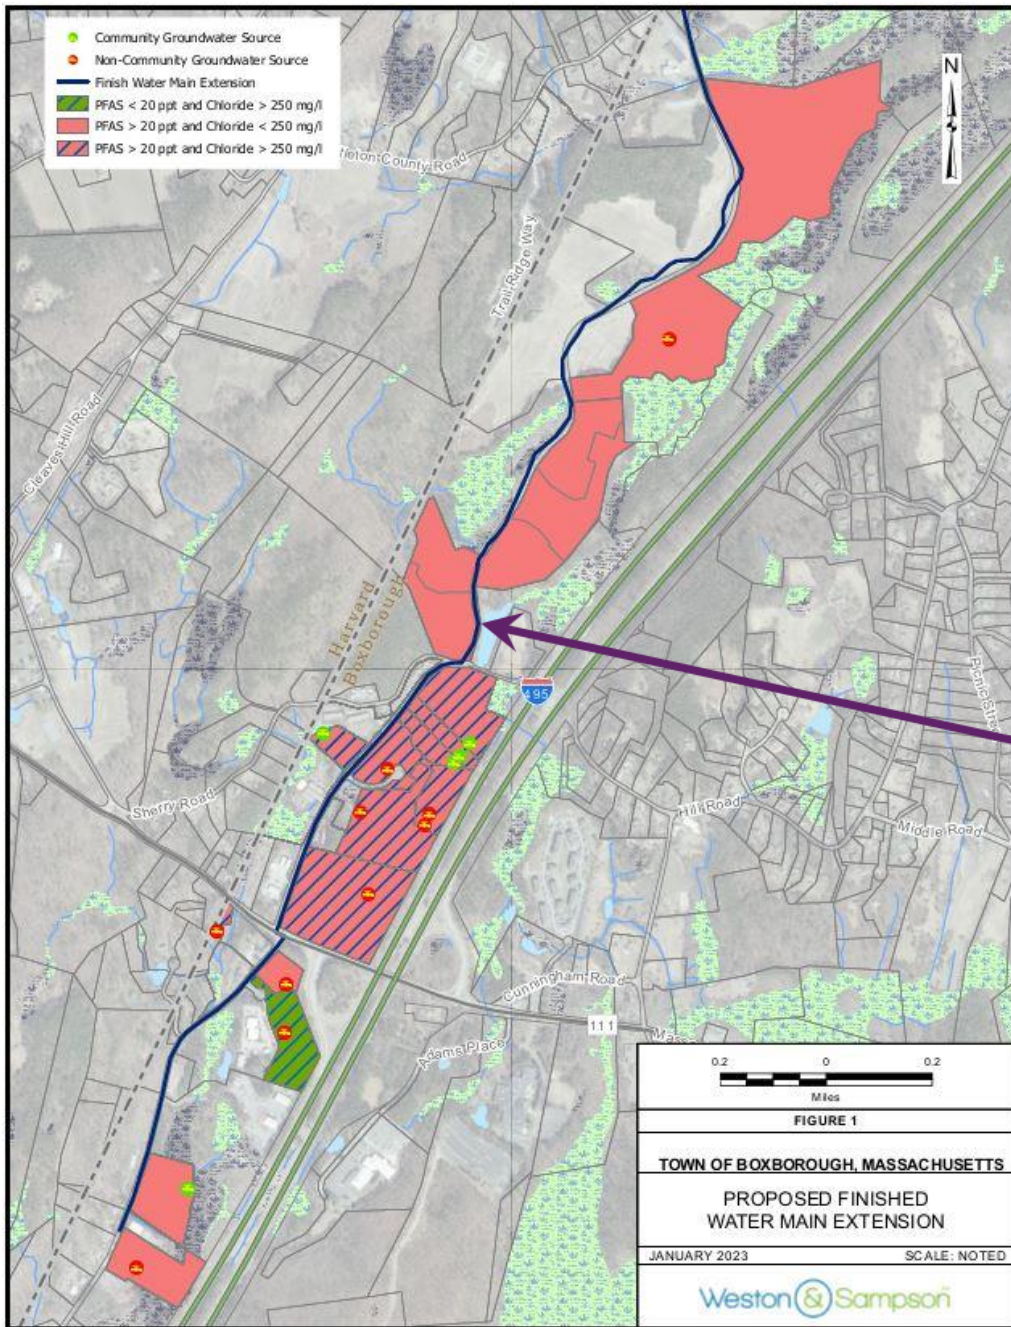 Community Groundwater Source
Non-Community Groundwater Source
Finish Water Main Extension
PFAS < 20 ppt and Chloride > 250 mg/l
PFAS > 20 ppt and Chloride < 250 mg/l
PFAS > 20 ppt and Chloride > 250 mg/l
N
tleton County Road
Trail Ridge Way
Cleaves Hill Road
Harvard
Boxborough
495
Picnic Stre
Sherry Road
Hill Road
Middle Road
Cunningham Road
111
Mass
Adams Place
0.2 0 0.2
Miles
FIGURE 1
TOWN OF BOXBOROUGH, MASSACHUSETTS
PROPOSED FINISHED
WATER MAIN EXTENSION
JANUARY 2023 SCALE: NOTED
Weston & Sampson